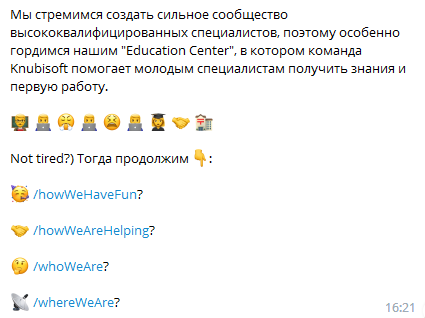 Мы стремимся создать сильное сообщество
высококвалифицированных специалистов, поэтому особенно
гордимся нашим "Education Center", в котором команда
Knubisoft помогает молодым специалистам получить знания и
первую работу.
👨‍🏫 👨‍💻 😤 👨‍💻 😫 👨‍💻 👩‍🎓 🤝 🏤
Not tired?) Тогда продолжим 👇:
🥳 /howWeHaveFun?
🤝 /howWeAreHelping?
🤔 /whoWeAre?
📡 /whereWeAre?
16:21